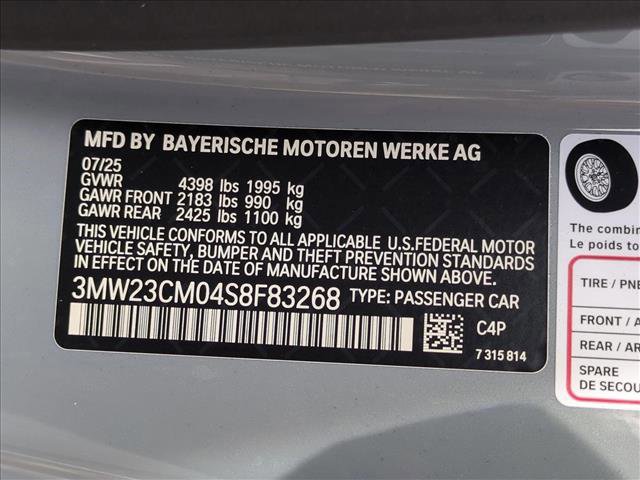 MFD BY BAYERISCHE MOTOREN WERKE AG
07/25
GVWR 4398 lbs 1995 kg
GAWR FRONT 2183 lbs 990 kg
GAWR REAR 2425 lbs 1100 kg
THIS VEHICLE CONFORMS TO ALL APPLICABLE U.S.FEDERAL MOTOR
VEHICLE SAFETY, BUMPER AND THEFT PREVENTION STANDARDS
IN EFFECT ON THE DATE OF MANUFACTURE SHOWN ABOVE.
3MW23CM04S8F83268 TYPE: PASSENGER CAR
C4P
7 315 814
The combin
Le poids to
TIRE / PNE
FRONT / A
REAR / AR
SPARE
DE SECOU